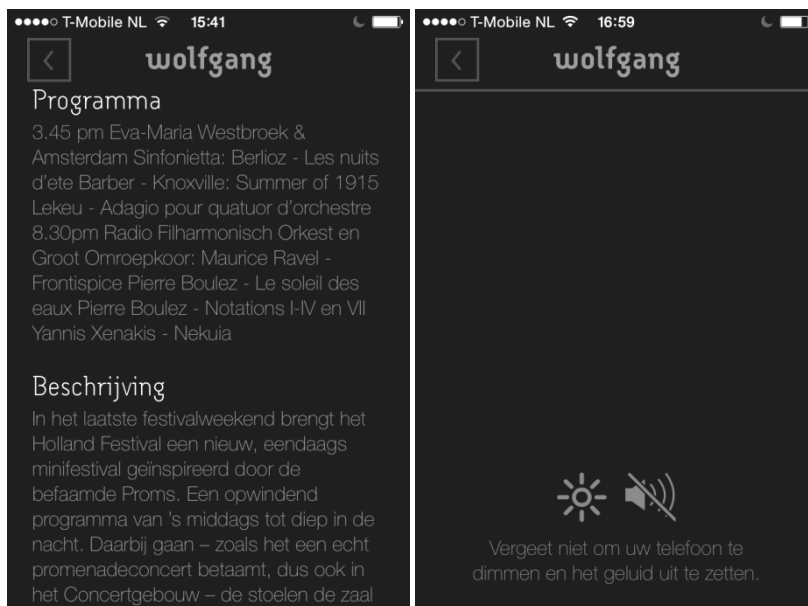 T-Mobile NL 15:41
wolfgang
Programma
3.45 pm Eva-Maria Westbroek &
Amsterdam Sinfonietta: Berlioz - Les nuits
d'ete Barber - Knoxville: Summer of 1915
Lekeu - Adagio pour quatuor d'orchestre
8.30pm Radio Filharmonisch Orkest en
Groot Omroepkoor: Maurice Ravel -
Frontispice Pierre Boulez - Le soleil des
eaux Pierre Boulez - Notations I-IV en VII
Yannis Xenakis - Nekuia
Beschrijving
In het laatste festivalweekend brengt het
Holland Festival een nieuw, eendaags
minifestival geïnspireerd door de
befaamde Proms. Een opwindend
programma van 's middags tot diep in de
nacht. Daarbij gaan – zoals het een echt
promenadeconcert betaamt, dus ook in
het Concertgebouw – de stoelen de zaal
T-Mobile NL 16:59
wolfgang
Vergeet niet om uw telefoon te
dimmen en het geluid uit te zetten.